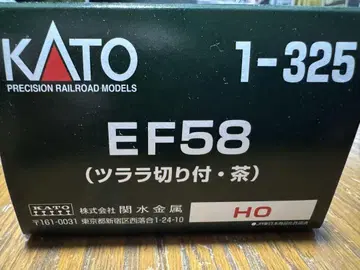 KATO
PRECISION RAILROAD MODELS
1-325
EF58
(ツララ切り付・茶)
KATO
株式会社 関水金属
〒161-0031 東京都新宿区西落合1-24-10
HO